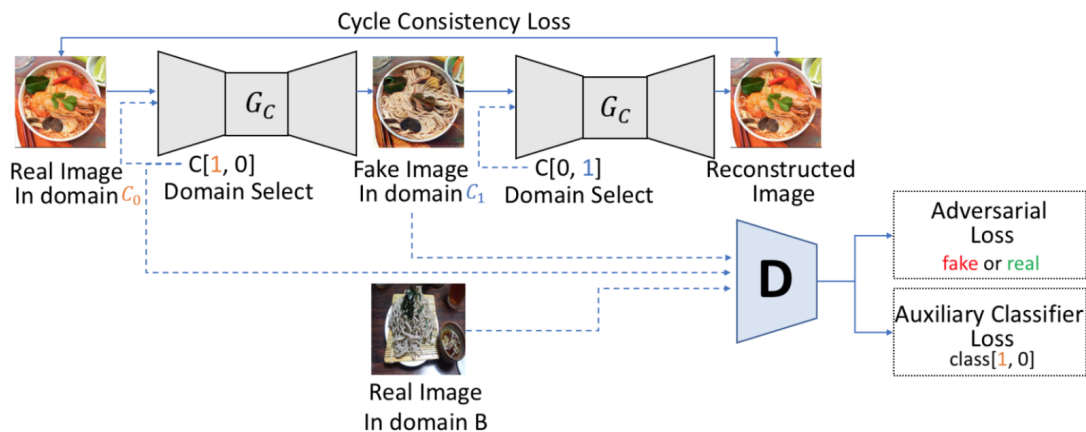 Cycle Consistency Loss
G_C
G_C
Real Image
In domain C_0
C[1, 0]
Domain Select
Fake Image
In domain C_1
C[0, 1]
Domain Select
Reconstructed
Image
D
Adversarial
Loss
fake or real
Auxiliary Classifier
Loss
class[1, 0]
Real Image
In domain B